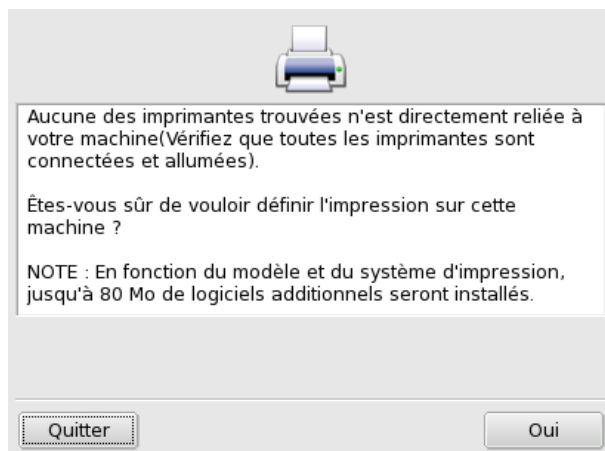 Aucune des imprimantes trouvées n'est directement reliée à
votre machine(Vérifiez que toutes les imprimantes sont
connectées et allumées).
Êtes-vous sûr de vouloir définir l'impression sur cette
machine ?
NOTE : En fonction du modèle et du système d'impression,
jusqu'à 80 Mo de logiciels additionnels seront installés.
Quitter
Oui